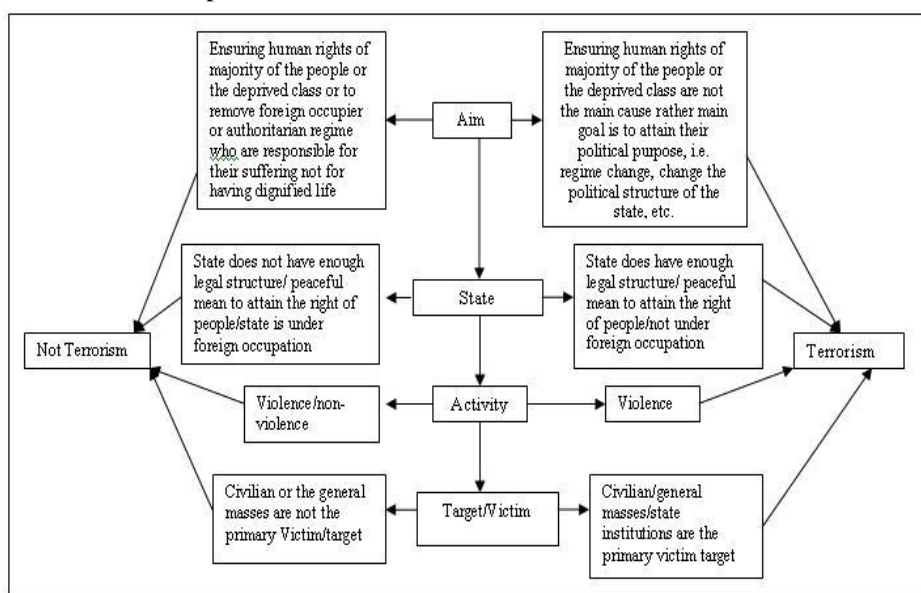 Ensuring human rights of
majority of the people or
the deprived class or to
remove foreign occupier
or authoritarian regime
who are responsible for
their suffering not for
having dignified life
Aim
Ensuring human rights of
majority of the people or
the deprived class are not
the main cause rather main
goal is to attain their
political purpose, i.e.
regime change, change the
political structure of the
state, etc.
State does not have enough
legal structure/ peaceful
mean to attain the right of
people/state is under
foreign occupation
State
State does have enough
legal structure/ peaceful
mean to attain the right
of people/not under
foreign occupation
Not Terrorism
Terrorism
Violence/non-
violence
Activity
Violence
Civilian or the general
masses are not the
primary Victim/target
Target/Victim
Civilian/general
masses/state
institutions are the
primary victim target